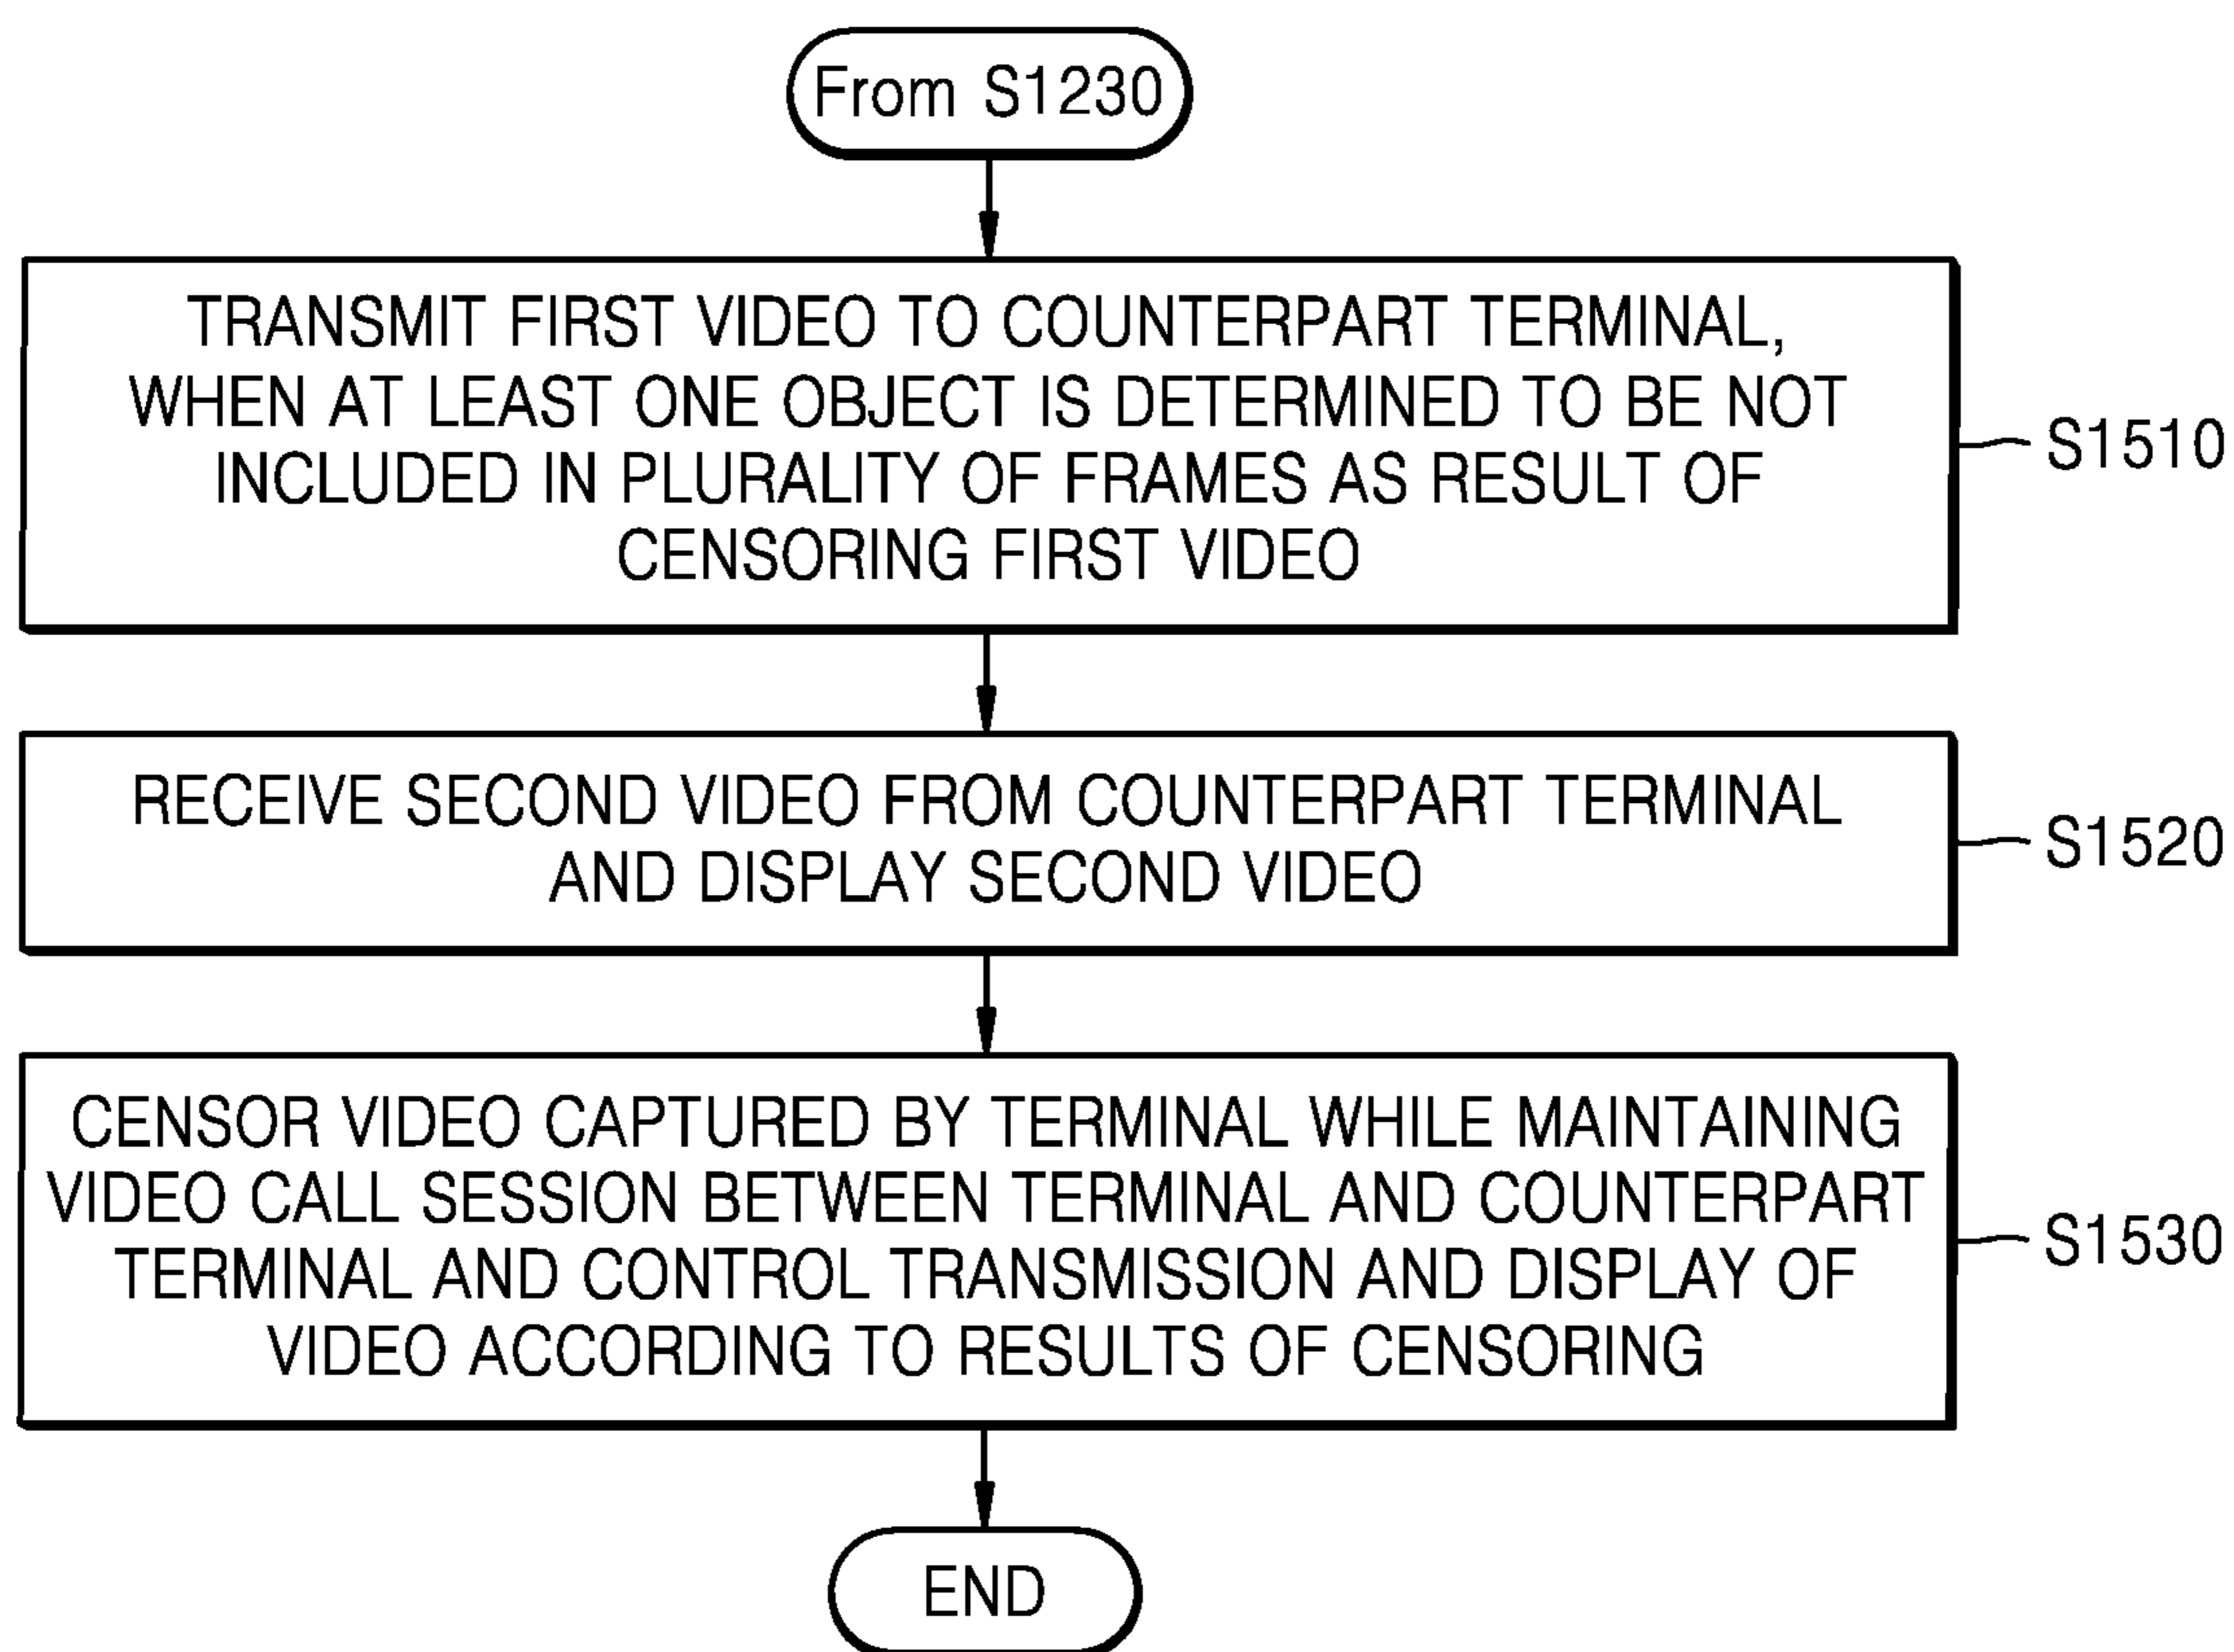 From S1230
TRANSMIT FIRST VIDEO TO COUNTERPART TERMINAL,
WHEN AT LEAST ONE OBJECT IS DETERMINED TO BE NOT
INCLUDED IN PLURALITY OF FRAMES AS RESULT OF
CENSORING FIRST VIDEO
S1510
RECEIVE SECOND VIDEO FROM COUNTERPART TERMINAL
AND DISPLAY SECOND VIDEO
S1520
CENSOR VIDEO CAPTURED BY TERMINAL WHILE MAINTAINING
VIDEO CALL SESSION BETWEEN TERMINAL AND COUNTERPART
TERMINAL AND CONTROL TRANSMISSION AND DISPLAY OF
VIDEO ACCORDING TO RESULTS OF CENSORING
S1530
END